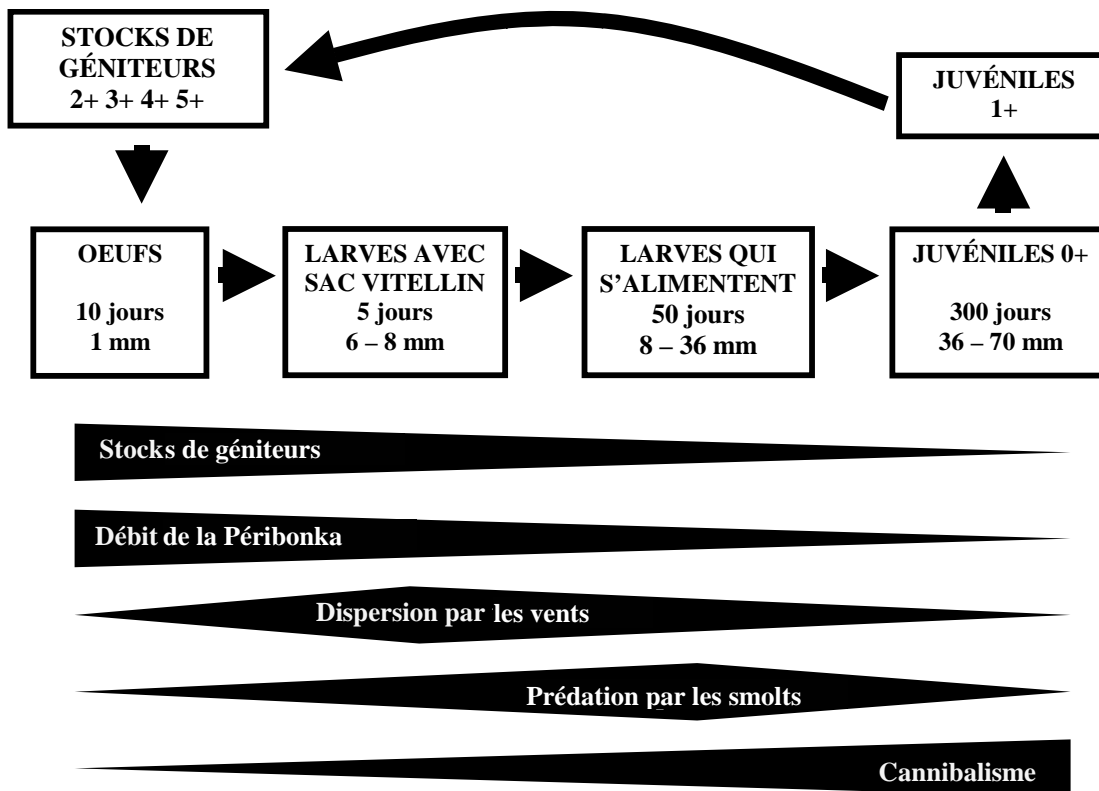 STOCKS DE
GÉNITEURS
2+ 3+ 4+ 5+
JUVÉNILES
1+
OEUFS
10 jours
1 mm
LARVES AVEC
SAC VITELLIN
5 jours
6 – 8 mm
LARVES QUI
S’ALIMENTENT
50 jours
8 – 36 mm
JUVÉNILES 0+
300 jours
36 – 70 mm
Stocks de géniteurs
Débit de la Péribonka
Dispersion par les vents
Prédation par les smolts
Cannibalisme